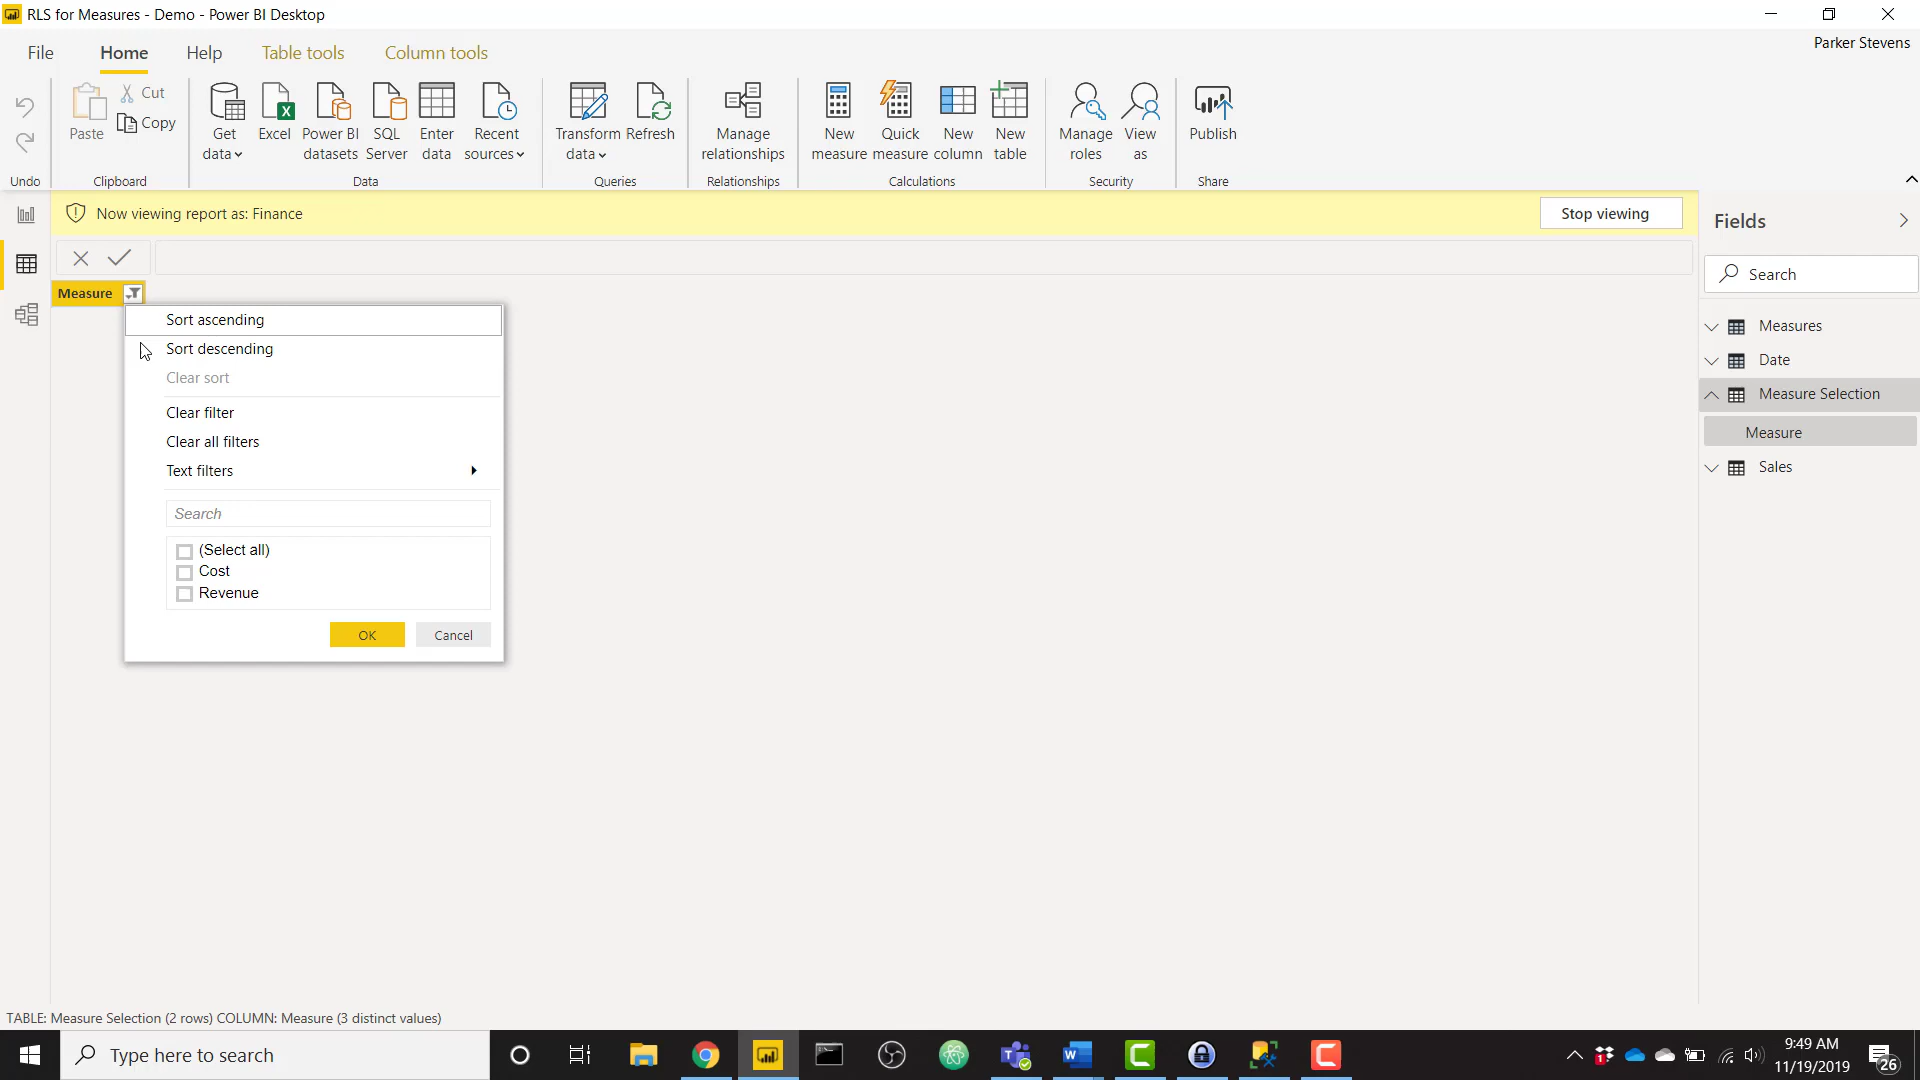 RLS for Measures - Demo - Power BI Desktop
Parker Stevens
File Home Help Table tools Column tools
Cut
Copy
Paste
Get data
Excel
Power BI datasets
SQL Server
Enter data
Recent sources
Transform data
Refresh
Manage relationships
New measure
Quick measure
New column
New table
Manage roles
View as
Publish
Undo
Clipboard
Data
Queries
Relationships
Calculations
Security
Share
Now viewing report as: Finance
Stop viewing
Fields
Search
Measures
Date
Measure Selection
Measure
Sales
Measure
Sort ascending
Sort descending
Clear sort
Clear filter
Clear all filters
Text filters
Search
(Select all)
Cost
Revenue
OK
Cancel
TABLE: Measure Selection (2 rows) COLUMN: Measure (3 distinct values)
Type here to search
9:49 AM
11/19/2019
26